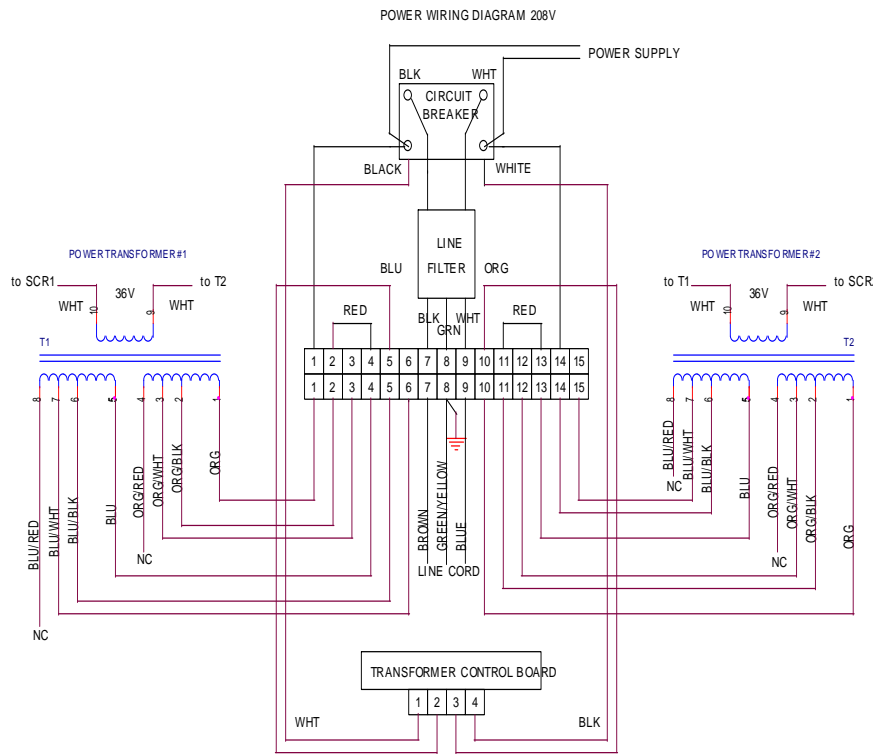 POWER WIRING DIAGRAM 208V
POWER SUPPLY
BLK WHT
CIRCUIT
BREAKER
BLACK WHITE
LINE
FILTER
BLU ORG
POWER TRANSFORMER #1
to SCR1 to T2
36V
WHT WHT
10 9
T1
8 7 6 5 4 3 2 1
POWER TRANSFORMER #2
to T1 to SCR2
36V
WHT WHT
10 9
T2
8 7 6 5 4 3 2 1
RED RED
BLK WHT
GRN
1 2 3 4 5 6 7 8 9 10 11 12 13 14 15
1 2 3 4 5 6 7 8 9 10 11 12 13 14 15
BLU/RED
BLU/WHT
BLU/BLK
BLU
ORG/RED
ORG/WHT
ORG/BLK
ORG
NC
NC
BROWN
GREEN/YELLOW
BLUE
LINE CORD
BLU/RED
BLU/WHT
BLU/BLK
BLU
ORG/RED
ORG/WHT
ORG/BLK
ORG
NC
NC
TRANSFORMER CONTROL BOARD
1 2 3 4
WHT BLK